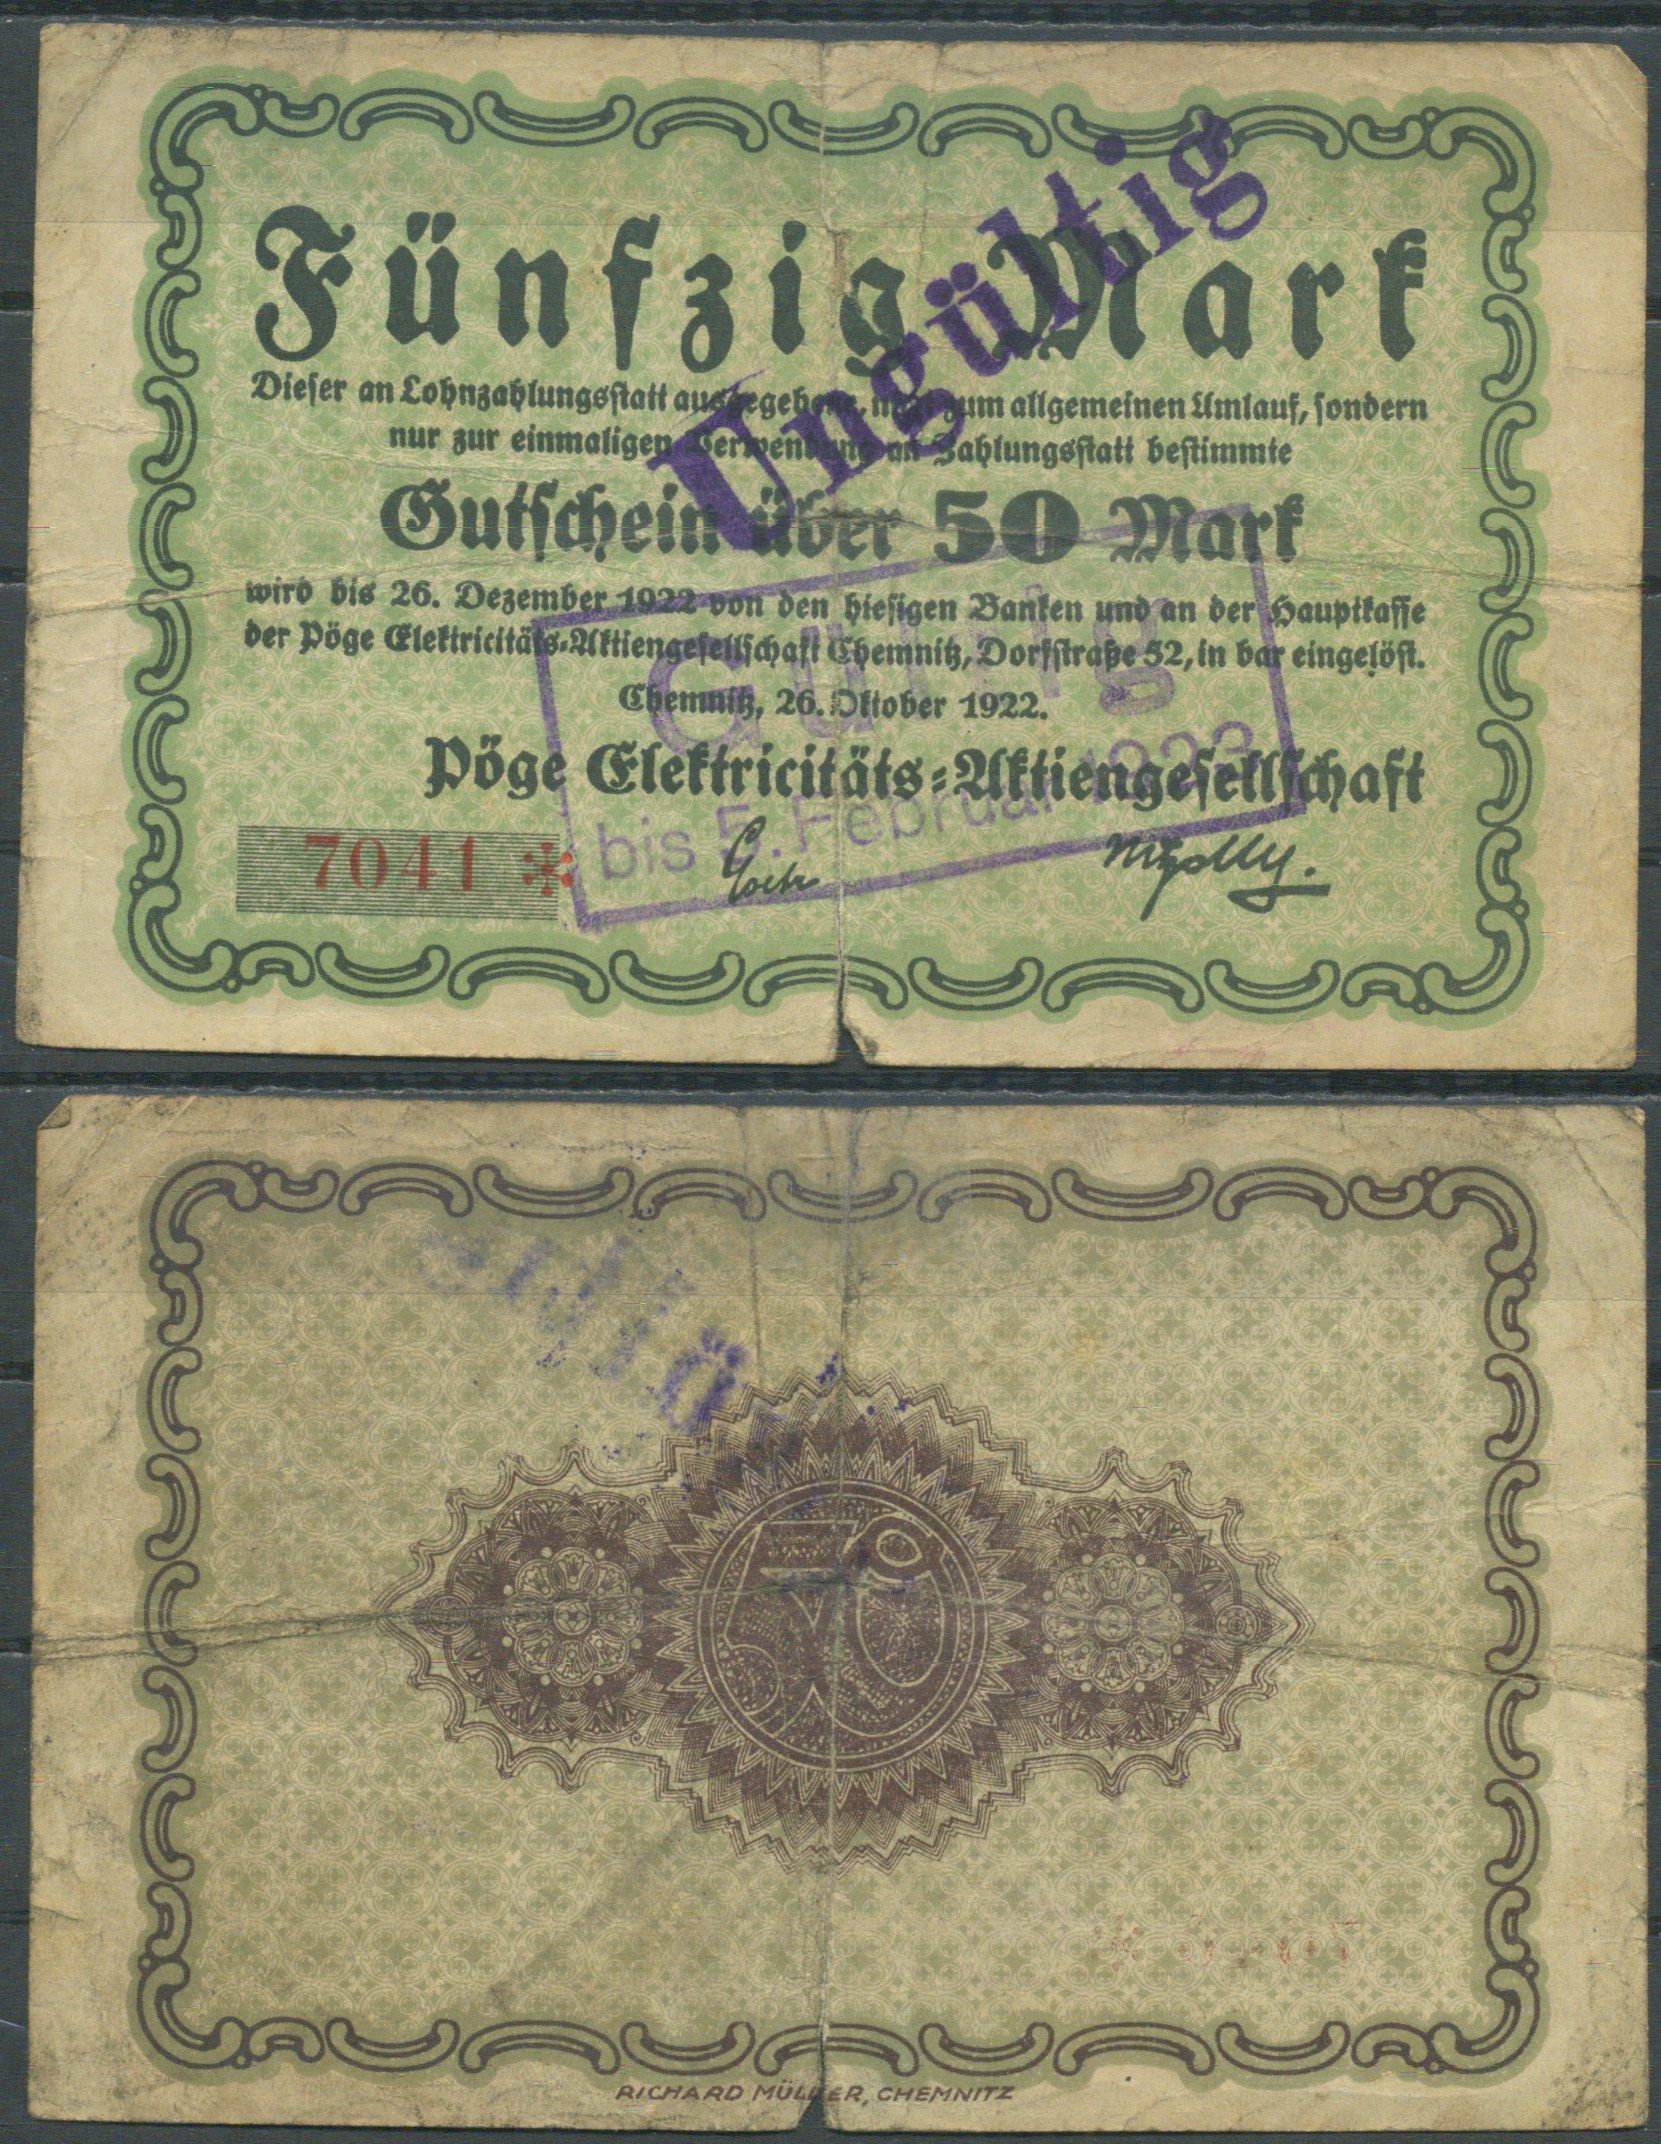 Fünfzig Mark
Dieser an Lohnzahlungsstatt ausgegebene, nicht zum allgemeinen Umlauf, sondern
nur zur einmaligen Verwendung an Zahlungsstatt bestimmte
Gutschein über 50 Mark
wird bis 26. Dezember 1922 von den hiesigen Banken und an der Hauptkasse
der Pöge Elektricitäts-Aktiengesellschaft Chemnitz, Dorfstraße 52, in bar eingelöst.
Chemnitz, 26. Oktober 1922.
Pöge Elektricitäts-Aktiengesellschaft
7041 *
Ungültig
Gültig
bis 5. Februar 1923
50
RICHARD MÜLLER, CHEMNITZ